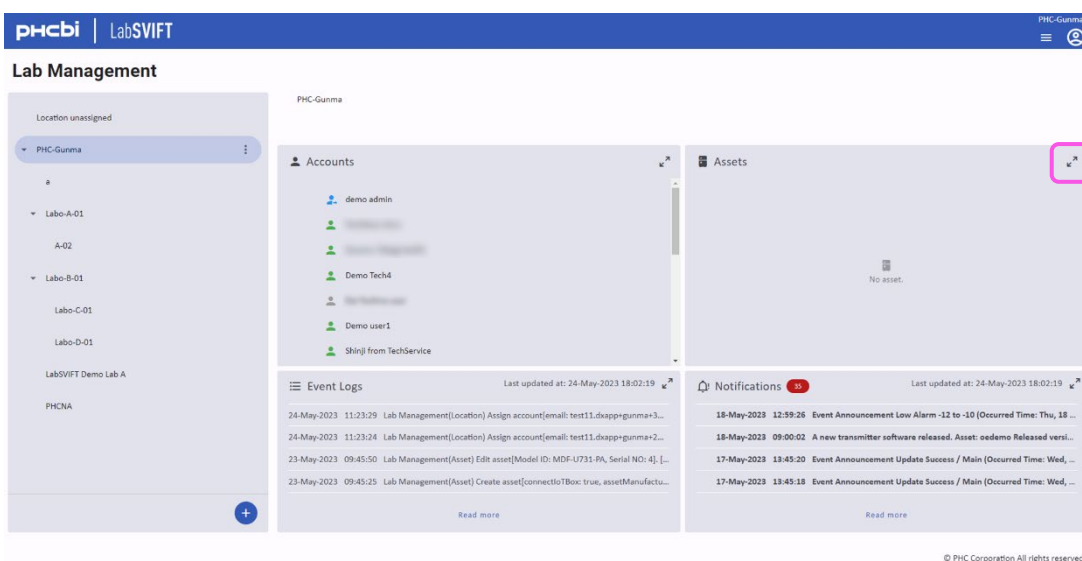 PHC-Gunma
PHCbi | LabSVIFT
Lab Management
Location unassigned
PHC-Gunma
a
Labo-A-01
A-02
Labo-B-01
Labo-C-01
Labo-D-01
LabSVIFT Demo Lab A
PHCNA
PHC-Gunma
Accounts
demo admin
Demo Tech4
Demo user1
Shinji from TechService
Assets
No asset.
Event Logs Last updated at: 24-May-2023 18:02:19
24-May-2023 11:23:29 Lab Management(Location) Assign account[email: test11.dxapp+gunma+3...
24-May-2023 11:23:24 Lab Management(Location) Assign account[email: test11.dxapp+gunma+2...
23-May-2023 09:45:50 Lab Management(Asset) Edit asset[Model ID: MDF-U731-PA, Serial NO: 4]. [...
23-May-2023 09:45:25 Lab Management(Asset) Create asset[connectIoTBox: true, assetManufactu...
Read more
Notifications 35 Last updated at: 24-May-2023 18:02:19
18-May-2023 12:59:26 Event Announcement Low Alarm -12 to -10 (Occurred Time: Thu, 18 ...
18-May-2023 09:00:02 A new transmitter software released. Asset: oedemo Released versi...
17-May-2023 13:45:20 Event Announcement Update Success / Main (Occurred Time: Wed, ...
17-May-2023 13:45:18 Event Announcement Update Success / Main (Occurred Time: Wed, ...
Read more
© PHC Corporation All rights reserved